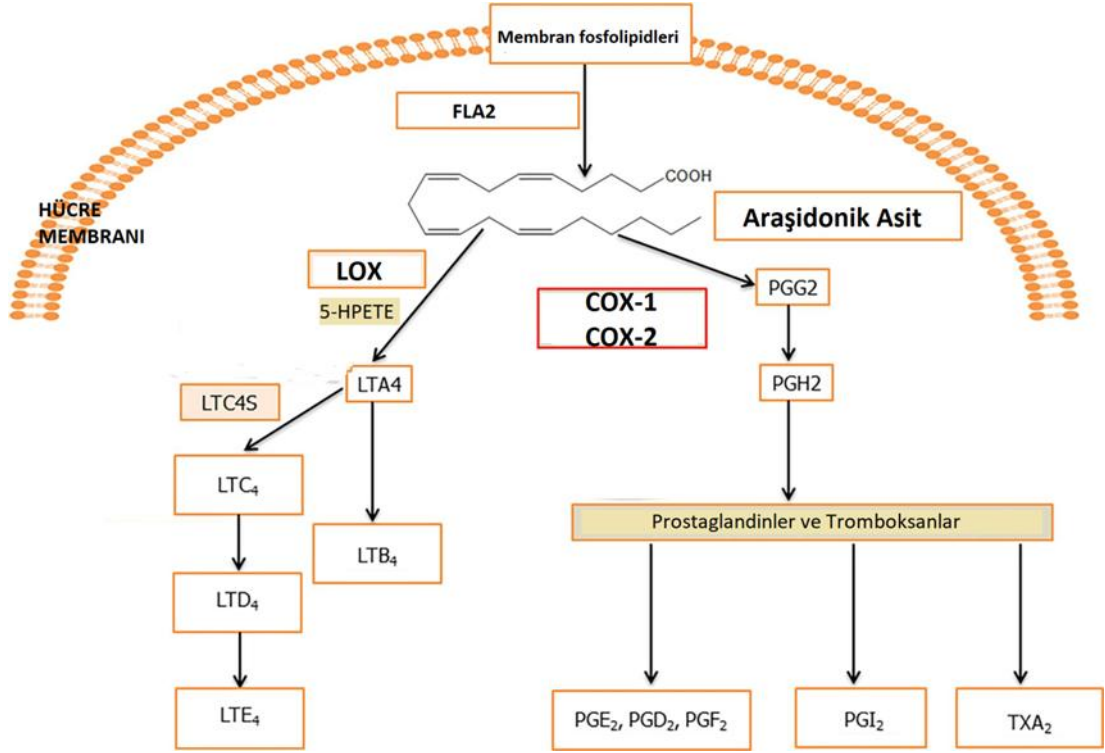 Membran fosfolipidleri
FLA2
COOH
HÜCRE
MEMBRANI
Araşidonik Asit
LOX
5-HPETE
COX-1
COX-2
PGG2
LTA4
PGH2
LTC4S
LTC₄
LTB₄
Prostaglandinler ve Tromboksanlar
LTD₄
LTE₄
PGE₂, PGD₂, PGF₂
PGI₂
TXA₂